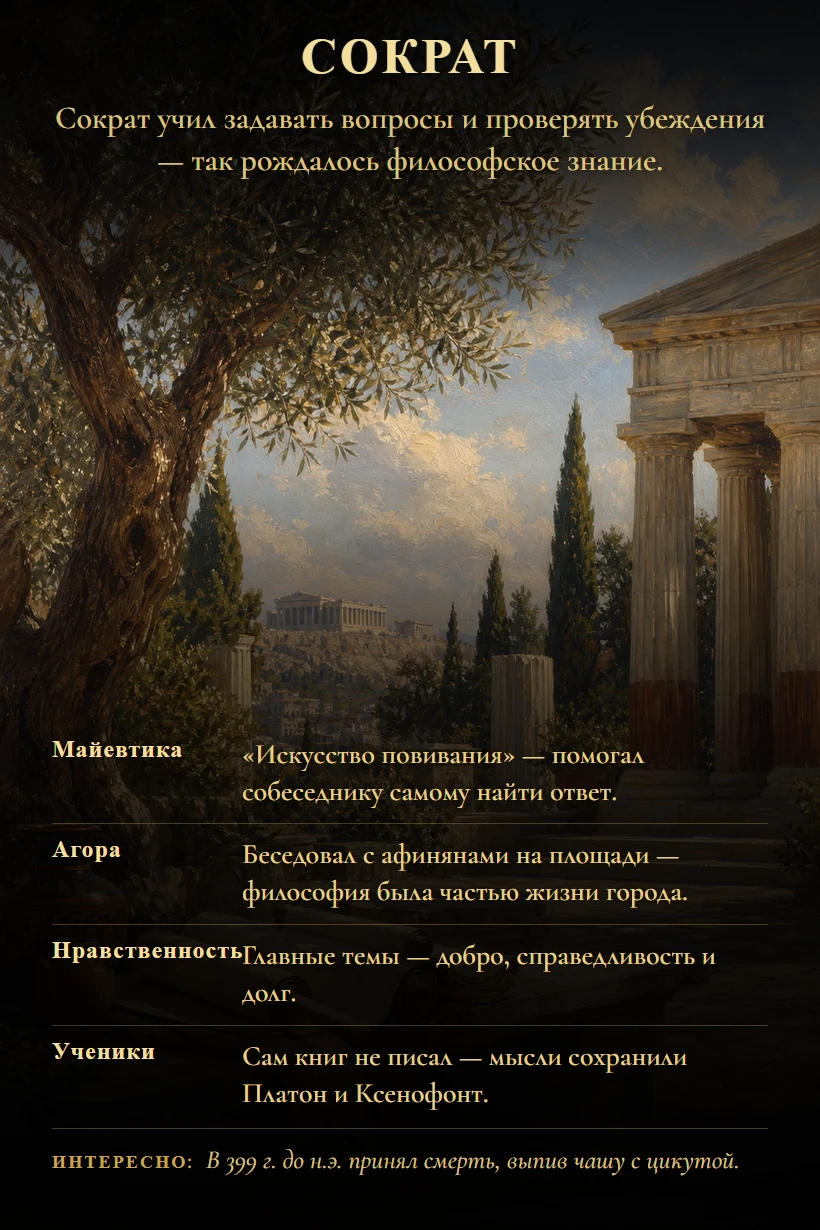 СОКРАТ
Сократ учил задавать вопросы и проверять убеждения
— так рождалось философское знание.
Майевтика
«Искусство повивания» — помогал
собеседнику самому найти ответ.
Агора
Беседовал с афинянами на площади —
философия была частью жизни города.
Нравственность
Главные темы — добро, справедливость и
долг.
Ученики
Сам книг не писал — мысли сохранили
Платон и Ксенофонт.
ИНТЕРЕСНО: В 399 г. до н.э. принял смерть, выпив чашу с цикутой.